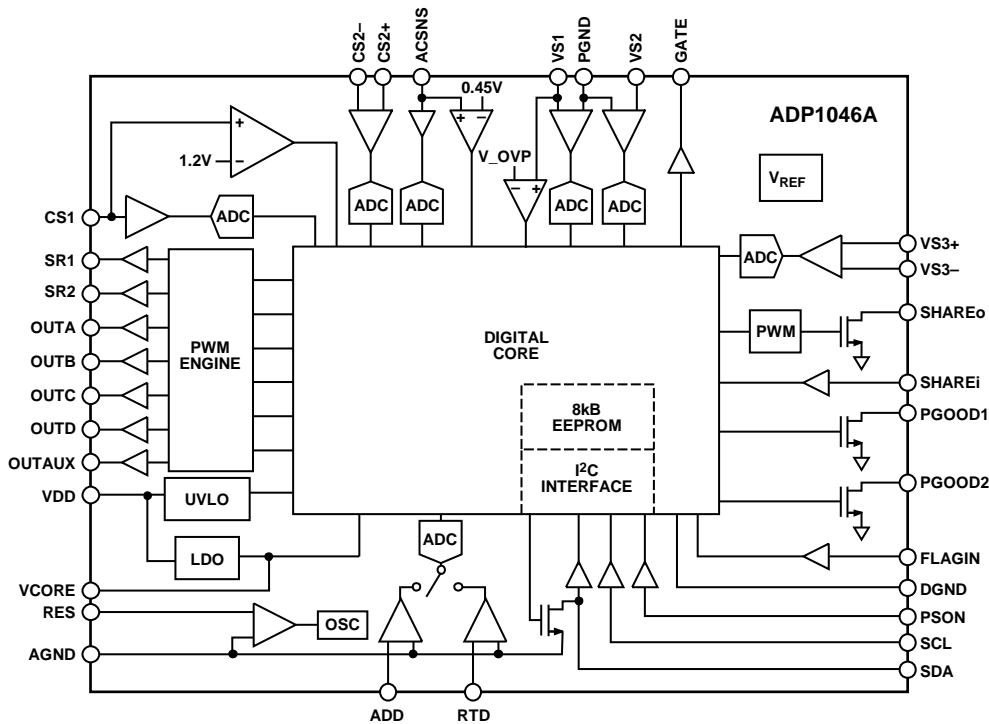 CS2–
CS2+
ACSNS
VS1
PGND
VS2
GATE
ADP1046A
0.45V
+
–
+
1.2V
–
V_OVP
–
+
VREF
ADC
ADC
ADC
ADC
CS1
ADC
ADC
VS3+
VS3–
SR1
SR2
OUTA
OUTB
OUTC
OUTD
OUTAUX
PWM
ENGINE
DIGITAL
CORE
PWM
SHAREo
SHAREi
8kB
EEPROM
PGOOD1
I2C
INTERFACE
PGOOD2
VDD
UVLO
LDO
ADC
FLAGIN
VCORE
DGND
RES
OSC
PSON
SCL
AGND
SDA
ADD
RTD